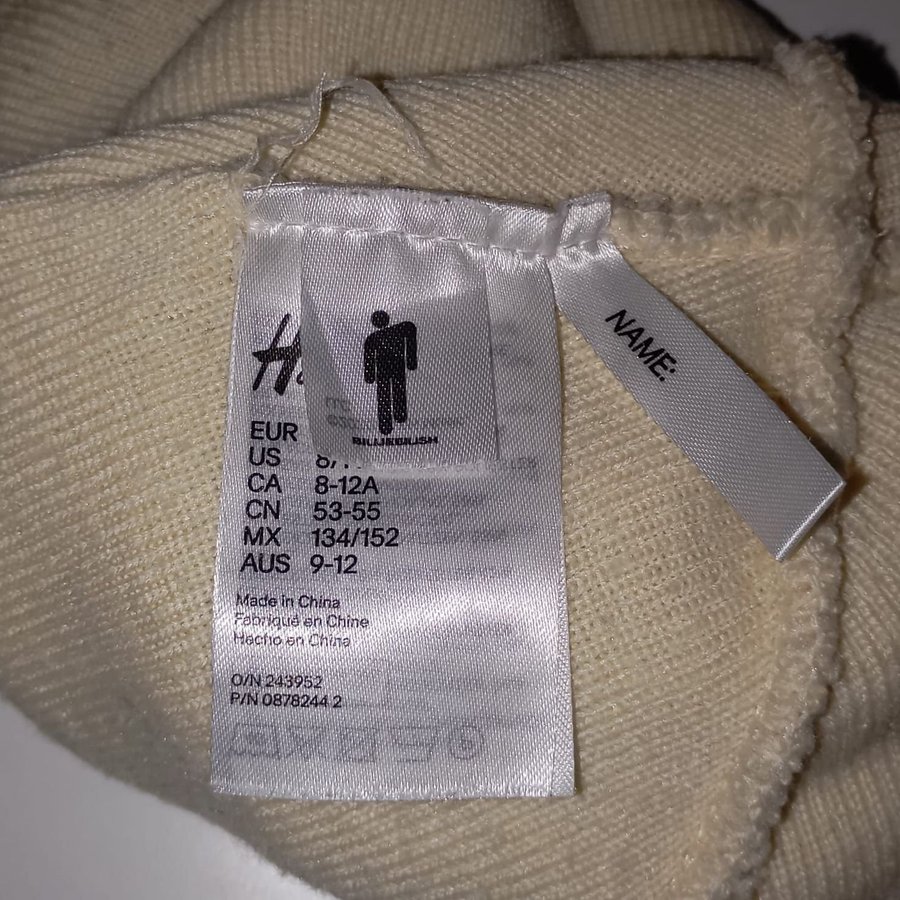 H&
BILLIE EILISH
NAME:
EUR
US 8/
CA 8-12A
CN 53-55
MX 134/152
AUS 9-12
Made in China
Fabriqué en Chine
Hecho en China
O/N 243952
P/N 0878244 2